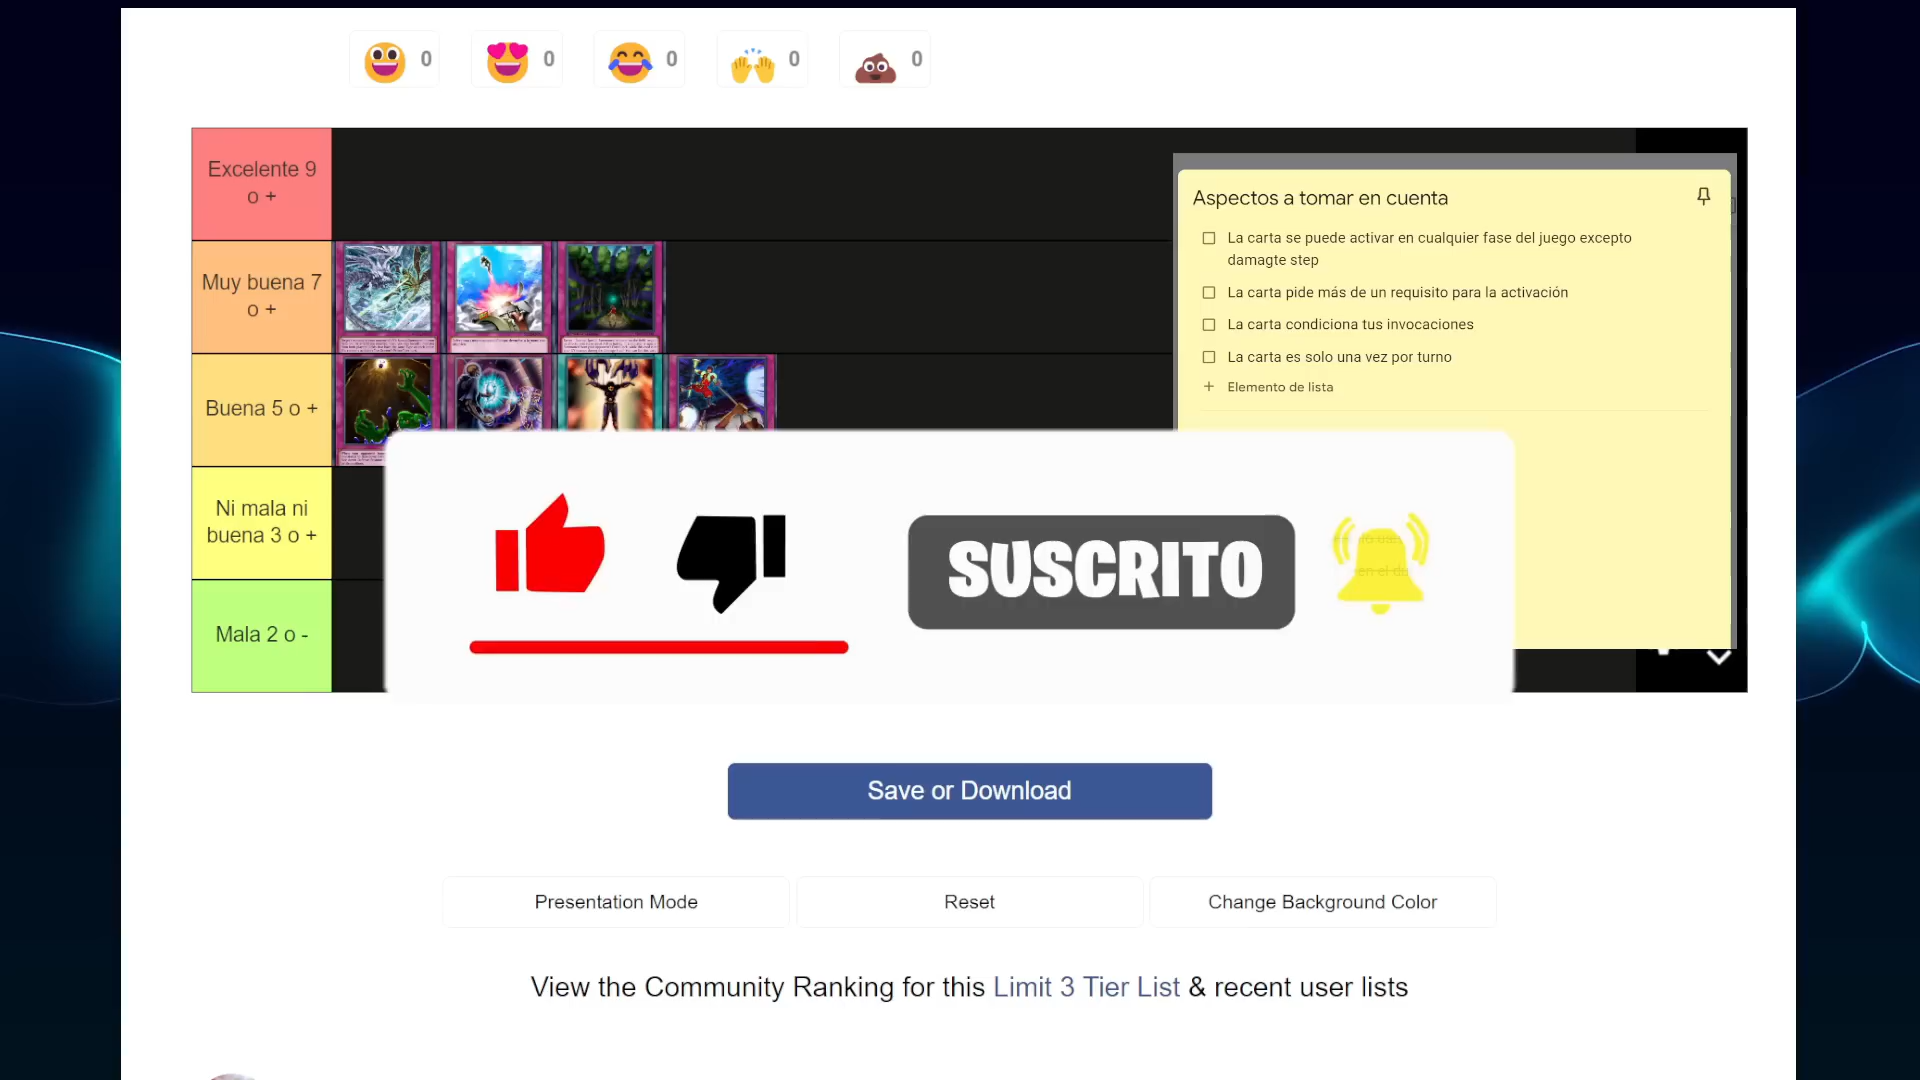 0 0 0 0 0
Excelente 9
o +
Muy buena 7
o +
Buena 5 o +
Ni mala ni
buena 3 o +
Mala 2 o -
Aspectos a tomar en cuenta
La carta se puede activar en cualquier fase del juego excepto
damagte step
La carta pide más de un requisito para la activación
La carta condiciona tus invocaciones
La carta es solo una vez por turno
+ Elemento de lista
SUSCRITO
en el du
Save or Download
Presentation Mode
Reset
Change Background Color
View the Community Ranking for this Limit 3 Tier List & recent user lists